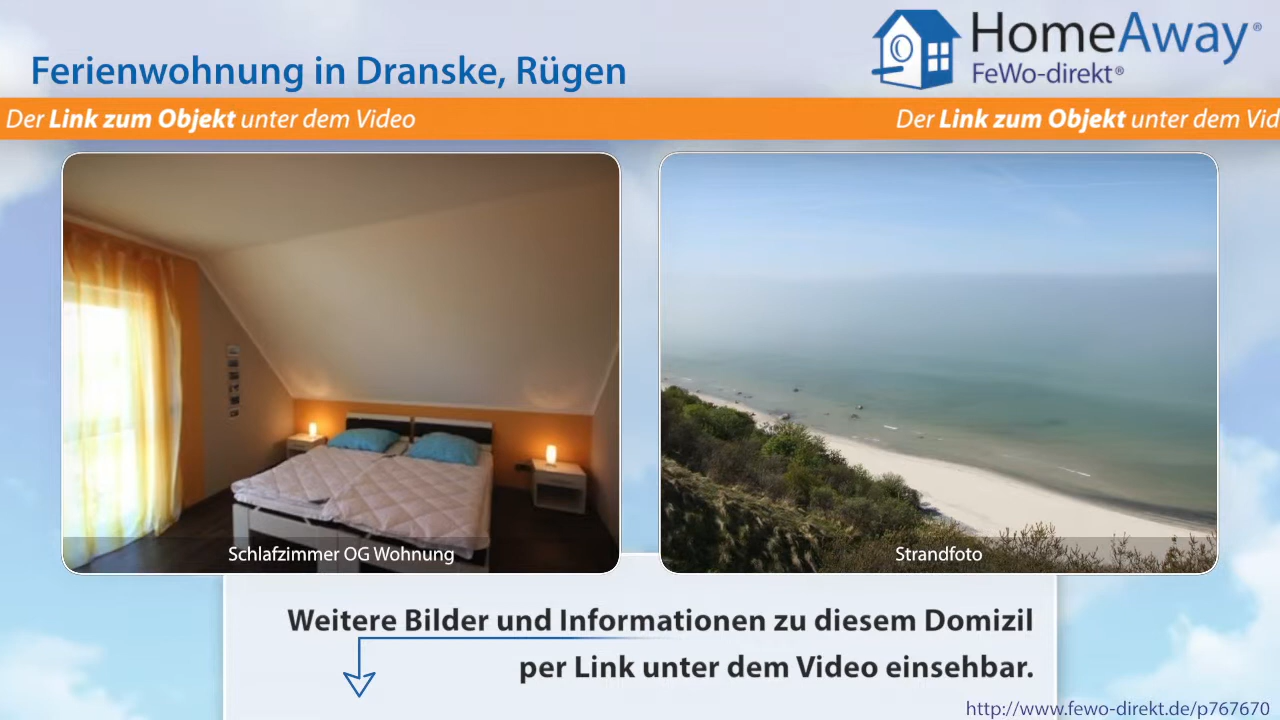 Ferienwohnung in Dranske, Rügen
HomeAway®
FeWo-direkt®
Der Link zum Objekt unter dem Video
Der Link zum Objekt unter dem Vid
Schlafzimmer OG Wohnung
Strandfoto
Weitere Bilder und Informationen zu diesem Domizil
per Link unter dem Video einsehbar.
http://www.fewo-direkt.de/p767670